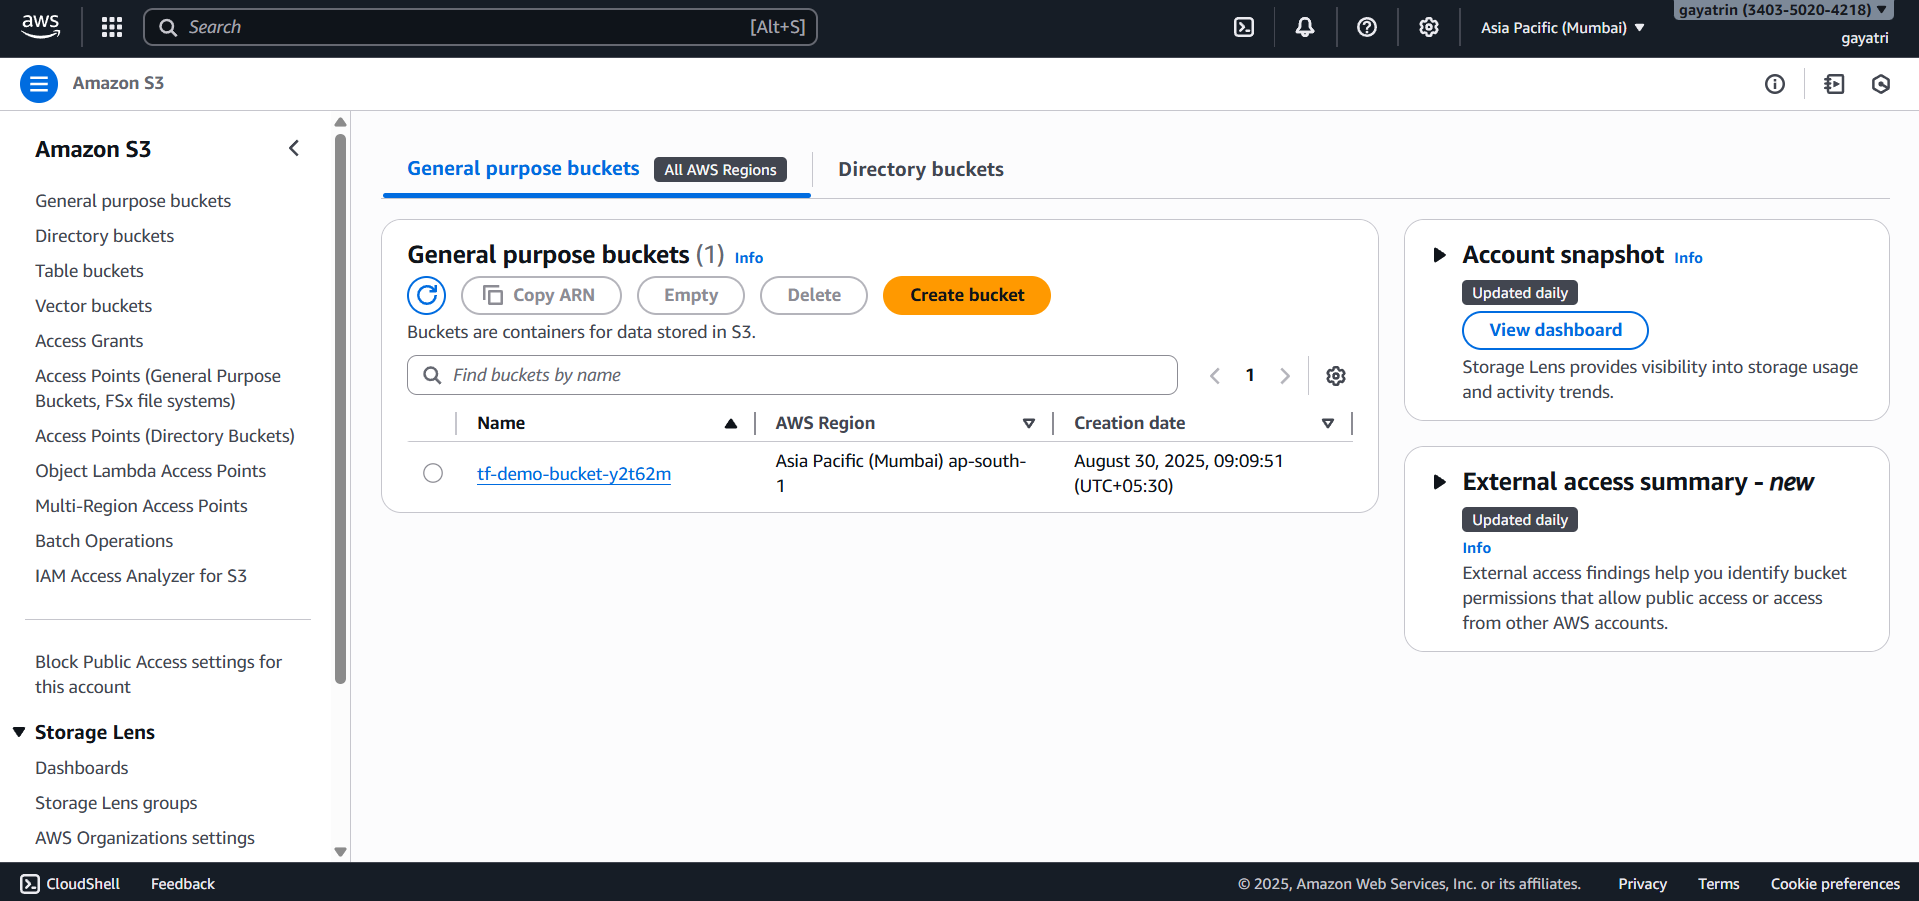 aws
Search
[Alt+S]
Asia Pacific (Mumbai)
gayatrin (3403-5020-4218)
gayatri
Amazon S3
Amazon S3
General purpose buckets
Directory buckets
Table buckets
Vector buckets
Access Grants
Access Points (General Purpose
Buckets, FSx file systems)
Access Points (Directory Buckets)
Object Lambda Access Points
Multi-Region Access Points
Batch Operations
IAM Access Analyzer for S3
Block Public Access settings for
this account
Storage Lens
Dashboards
Storage Lens groups
AWS Organizations settings
General purpose buckets All AWS Regions
Directory buckets
General purpose buckets (1) Info
Copy ARN
Empty
Delete
Create bucket
Buckets are containers for data stored in S3.
Find buckets by name
1
Name
AWS Region
Creation date
tf-demo-bucket-y2t62m
Asia Pacific (Mumbai) ap-south-
1
August 30, 2025, 09:09:51
(UTC+05:30)
Account snapshot Info
Updated daily
View dashboard
Storage Lens provides visibility into storage usage
and activity trends.
External access summary - new
Updated daily
Info
External access findings help you identify bucket
permissions that allow public access or access
from other AWS accounts.
CloudShell
Feedback
© 2025, Amazon Web Services, Inc. or its affiliates.
Privacy
Terms
Cookie preferences